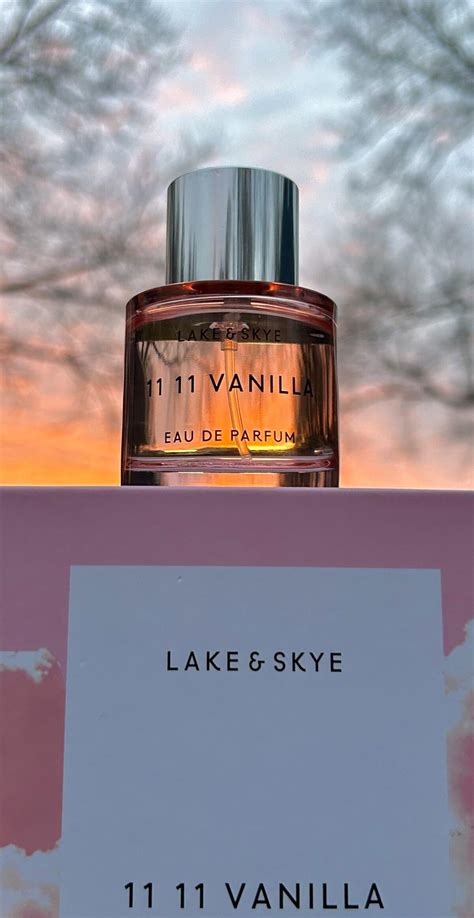 LAKE & SKYE
11 11 VANILLA
EAU DE PARFUM
LAKE & SKYE
11 11 VANILLA